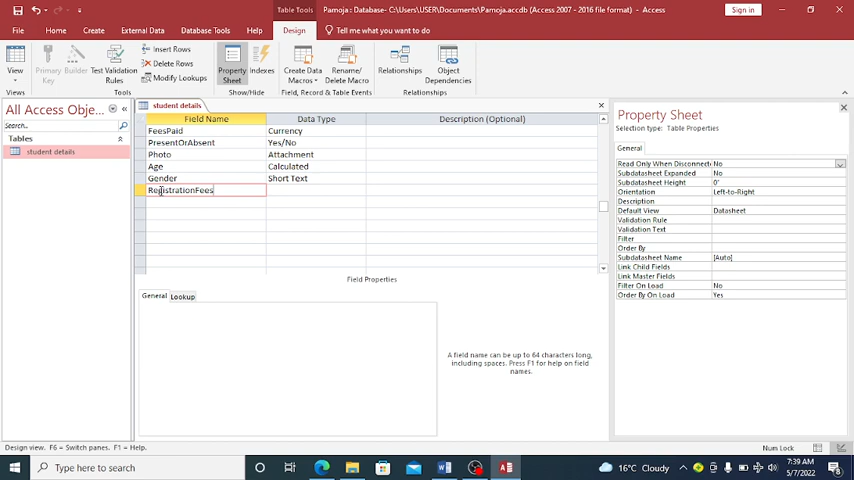 Table Tools
Pamoja : Database- C:\Users\USER\Documents\Pamoja.accdb (Access 2007 - 2016 file format) - Access
Sign in
File
Home
Create
External Data
Database Tools
Help
Design
Tell me what you want to do
View
Primary Key
Builder
Test Validation Rules
Insert Rows
Delete Rows
Modify Lookups
Property Sheet
Indexes
Create Data Macros
Rename/ Delete Macro
Relationships
Object Dependencies
Views
Tools
Show/Hide
Field, Record & Table Events
Relationships
All Access Obje...
Search...
Tables
student details
student details
Field Name Data Type Description (Optional)
FeesPaid Currency
PresentOrAbsent Yes/No
Photo Attachment
Age Calculated
Gender Short Text
RegistrationFees
Field Properties
General Lookup
A field name can be up to 64 characters long,
including spaces. Press F1 for help on field
names.
Property Sheet
Selection type: Table Properties
General
Read Only When Disconnect No
Subdatasheet Expanded No
Subdatasheet Height 0"
Orientation Left-to-Right
Description
Default View Datasheet
Validation Rule
Validation Text
Filter
Order By
Subdatasheet Name [Auto]
Link Child Fields
Link Master Fields
Filter On Load No
Order By On Load Yes
Design view. F6 = Switch panes. F1 = Help.
Num Lock
Type here to search
16°C Cloudy
7:39 AM
5/7/2022